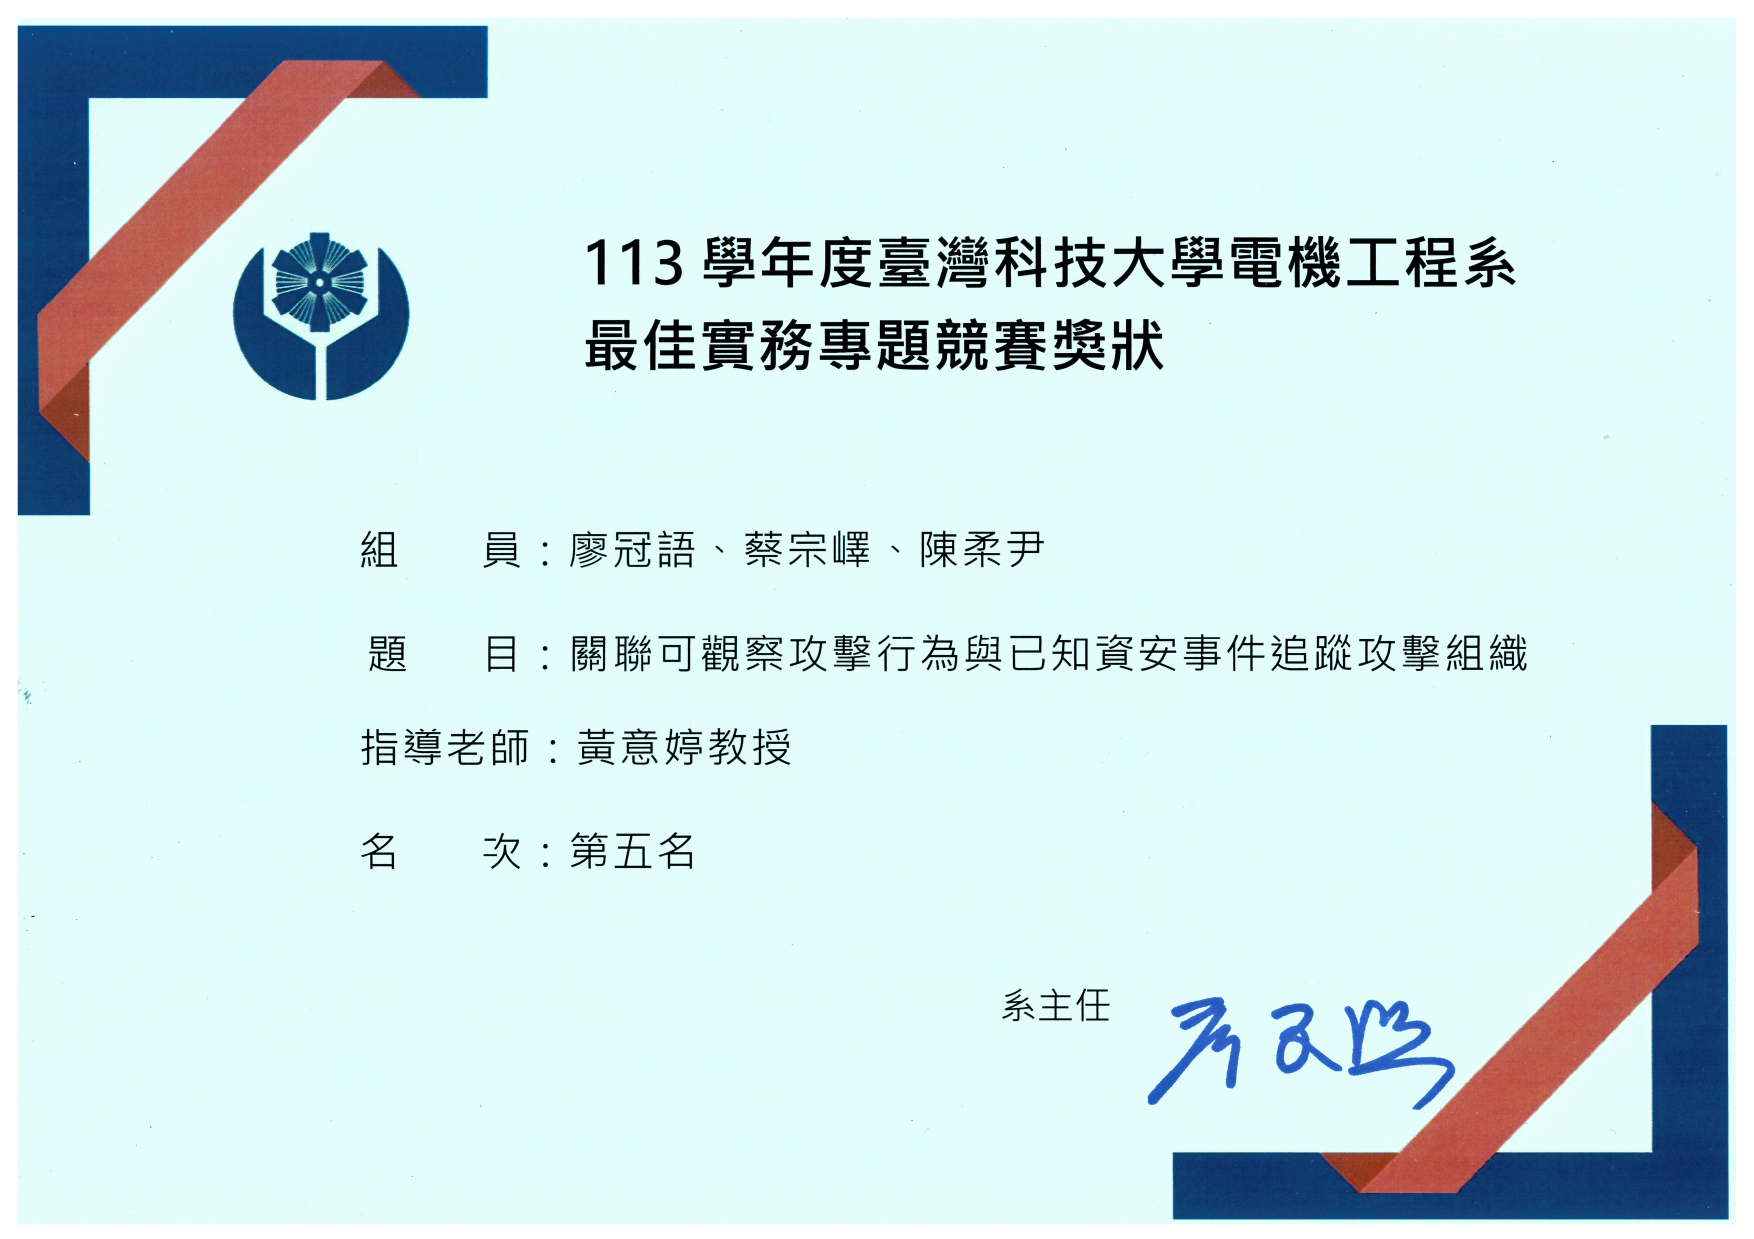 113 學年度臺灣科技大學電機工程系
最佳實務專題競賽獎狀
組 員：廖冠語、蔡宗嶧、陳柔尹
題 目：關聯可觀察攻擊行為與已知資安事件追蹤攻擊組織
指導老師：黃意婷教授
名 次：第五名
系主任